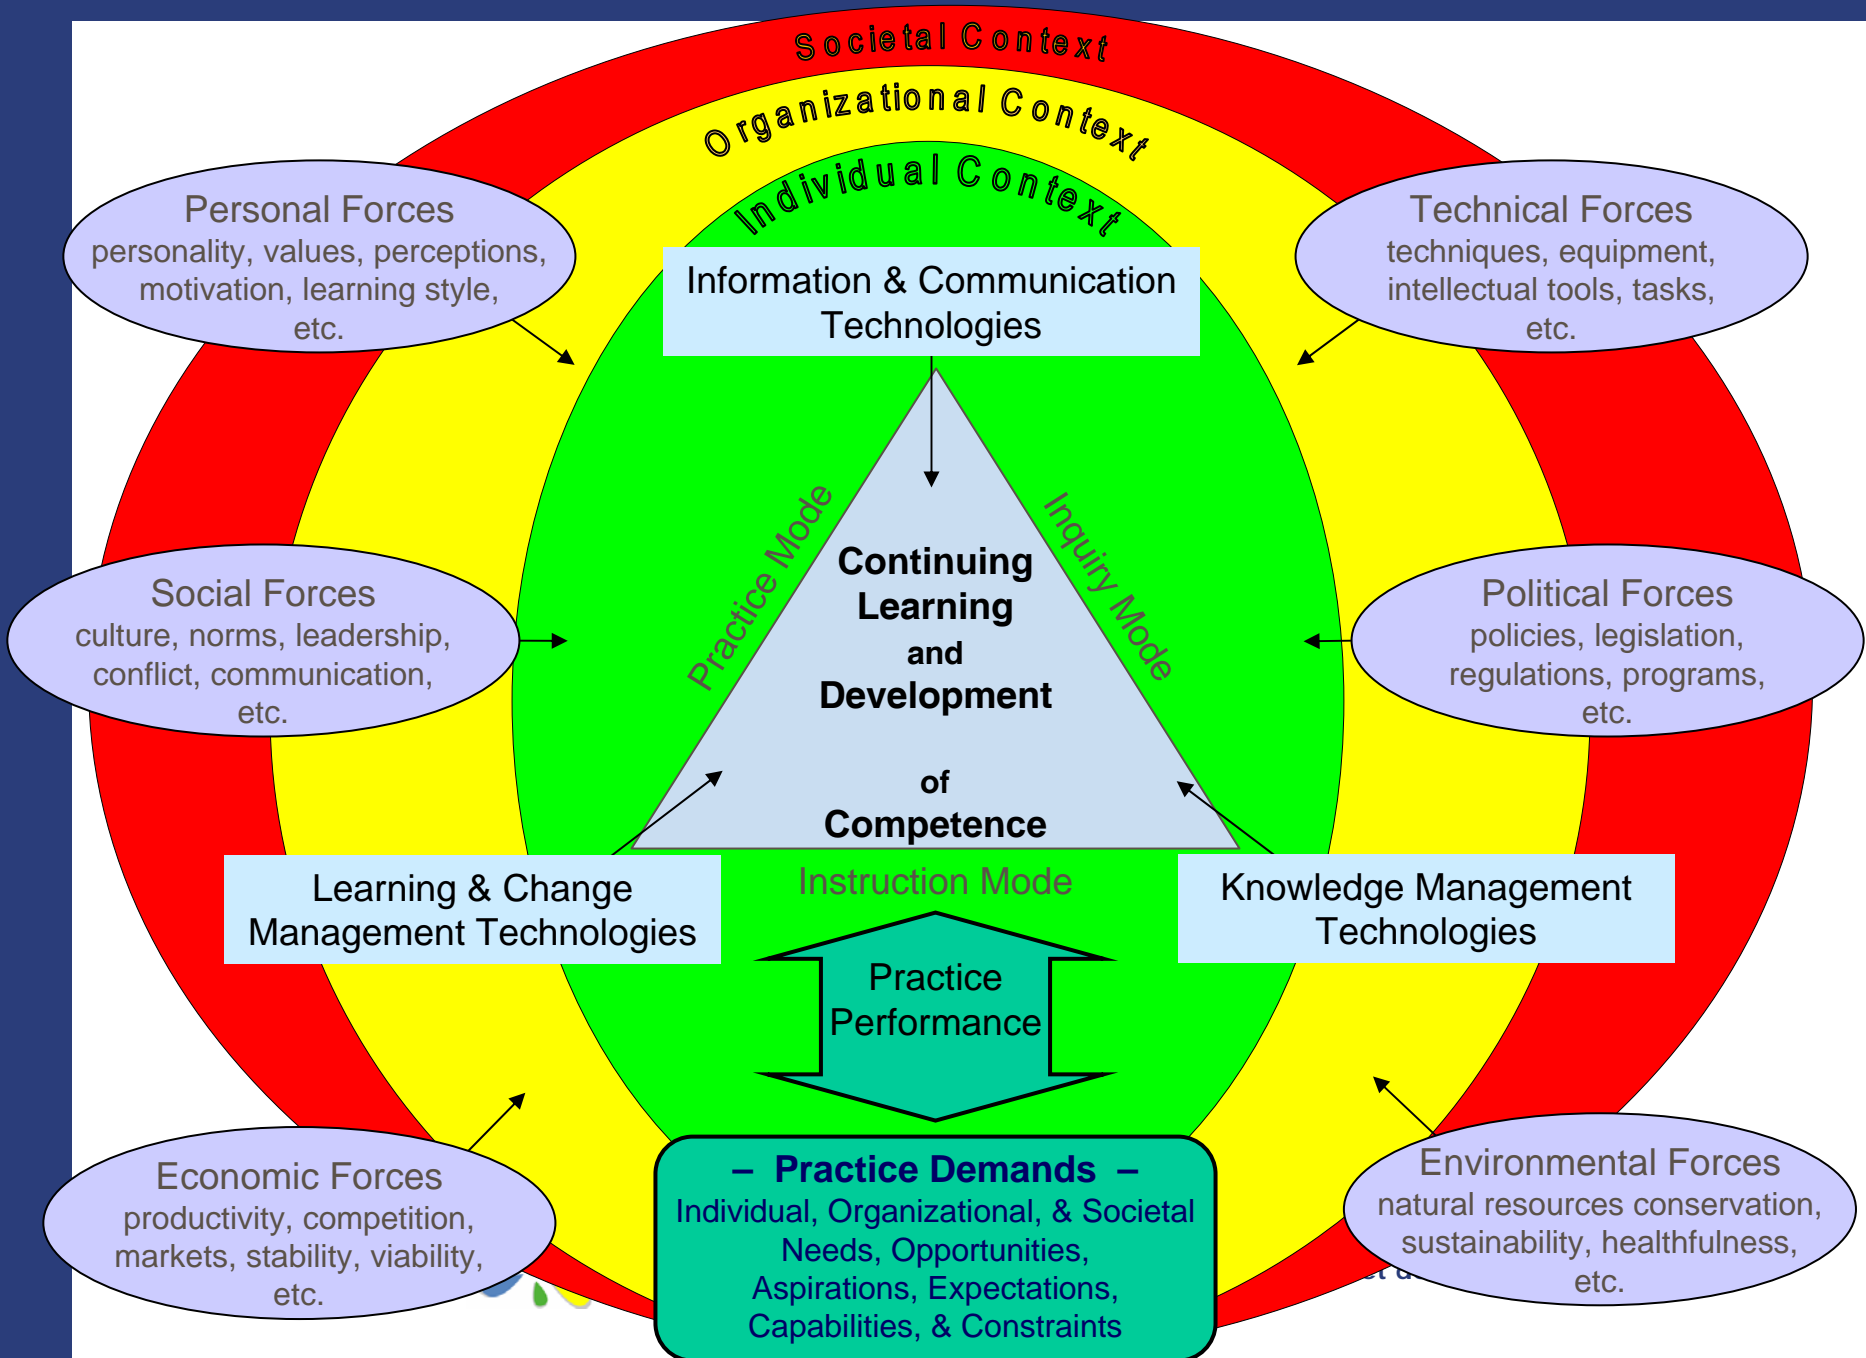 Societal Context
Organizational Context
Individual Context
Personal Forces
personality, values, perceptions,
motivation, learning style,
etc.
Technical Forces
techniques, equipment,
intellectual tools, tasks,
etc.
Information & Communication
Technologies
Practice Mode
Inquiry Mode
Continuing
Learning
and
Development
of
Competence
Social Forces
culture, norms, leadership,
conflict, communication,
etc.
Political Forces
policies, legislation,
regulations, programs,
etc.
Learning & Change
Management Technologies
Instruction Mode
Knowledge Management
Technologies
Practice
Performance
Economic Forces
productivity, competition,
markets, stability, viability,
etc.
– Practice Demands –
Individual, Organizational, & Societal
Needs, Opportunities,
Aspirations, Expectations,
Capabilities, & Constraints
Environmental Forces
natural resources conservation,
sustainability, healthfulness,
etc.